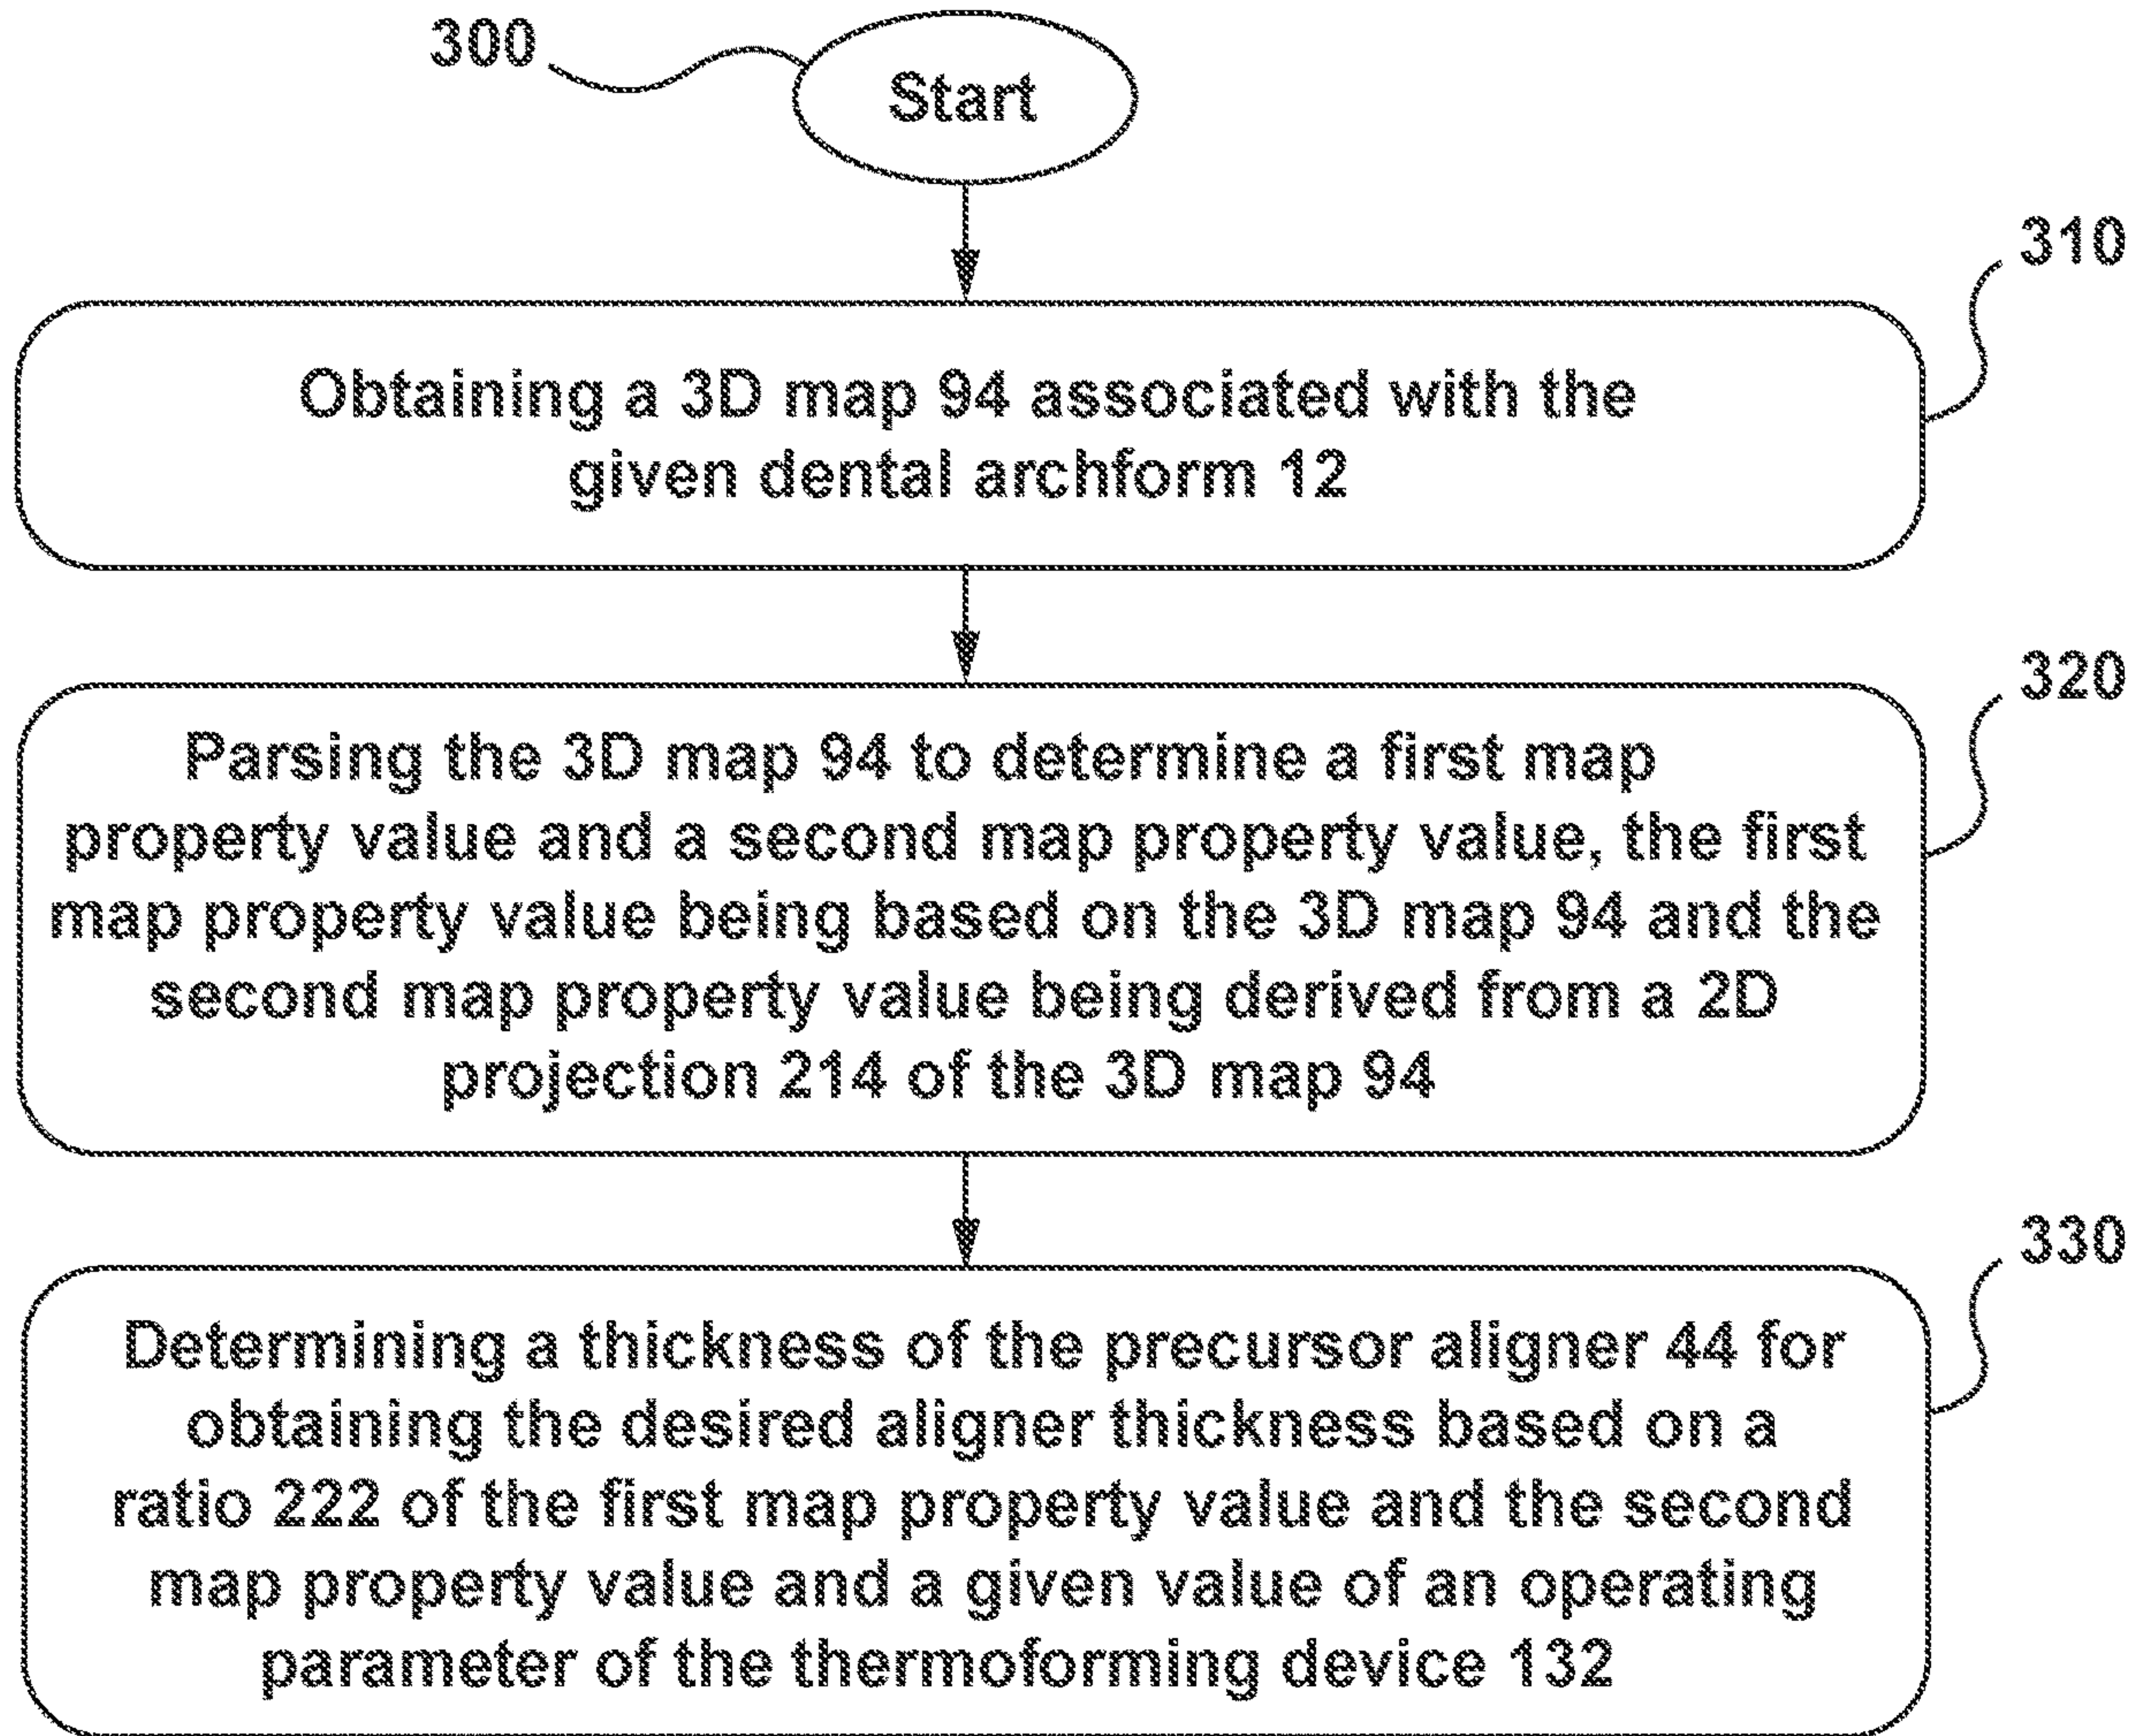 300
Start
310
Obtaining a 3D map 94 associated with the
given dental archform 12
320
Parsing the 3D map 94 to determine a first map
property value and a second map property value, the first
map property value being based on the 3D map 94 and the
second map property value being derived from a 2D
projection 214 of the 3D map 94
330
Determining a thickness of the precursor aligner 44 for
obtaining the desired aligner thickness based on a
ratio 222 of the first map property value and the second
map property value and a given value of an operating
parameter of the thermoforming device 132